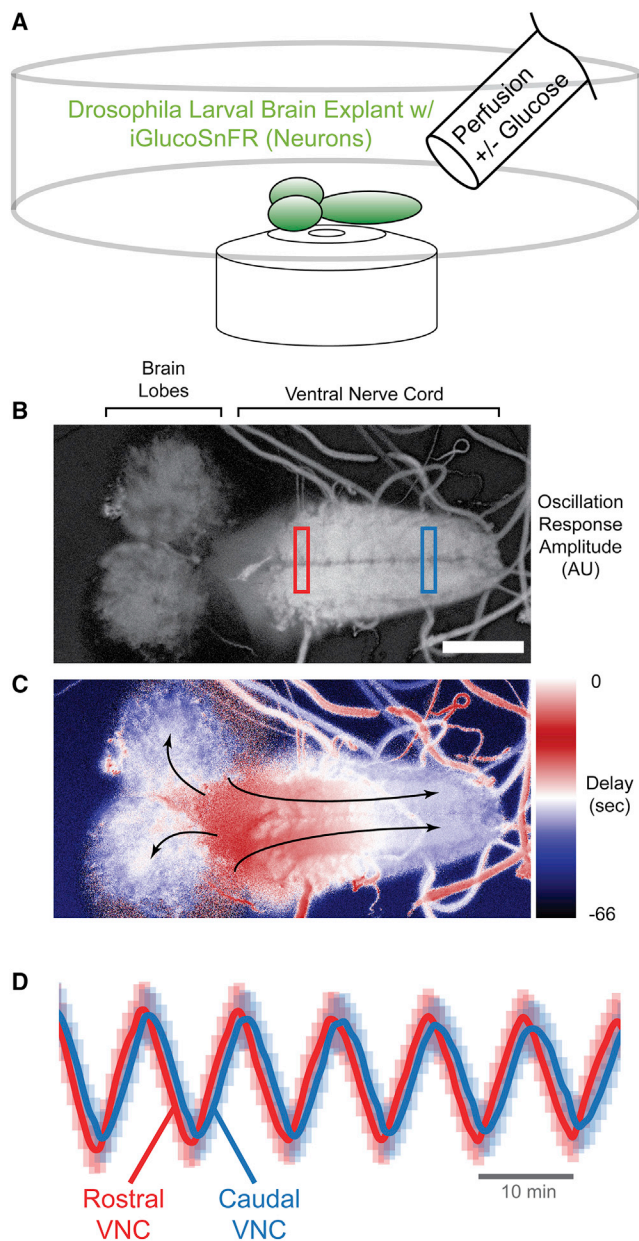 A
Drosophila Larval Brain Explant w/
iGlucoSnFR (Neurons)
Perfusion
+/- Glucose
Brain
Lobes
Ventral Nerve Cord
B
Oscillation
Response
Amplitude
(AU)
C
0
Delay
(sec)
-66
D
Rostral
VNC
Caudal
VNC
10 min